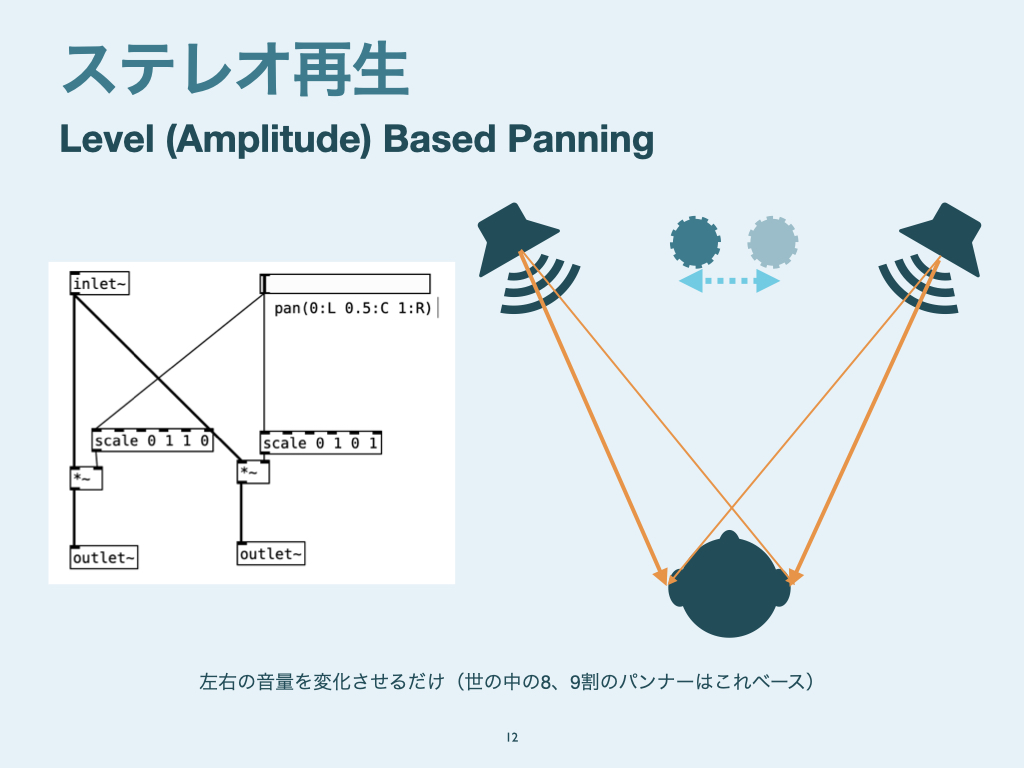 ステレオ再生
Level (Amplitude) Based Panning
inlet~
pan(0:L 0.5:C 1:R)
scale 0 1 1 0
scale 0 1 0 1
*~
*~
outlet~
outlet~
左右の音量を変化させるだけ（世の中の8、9割のパンナーはこれベース）
12